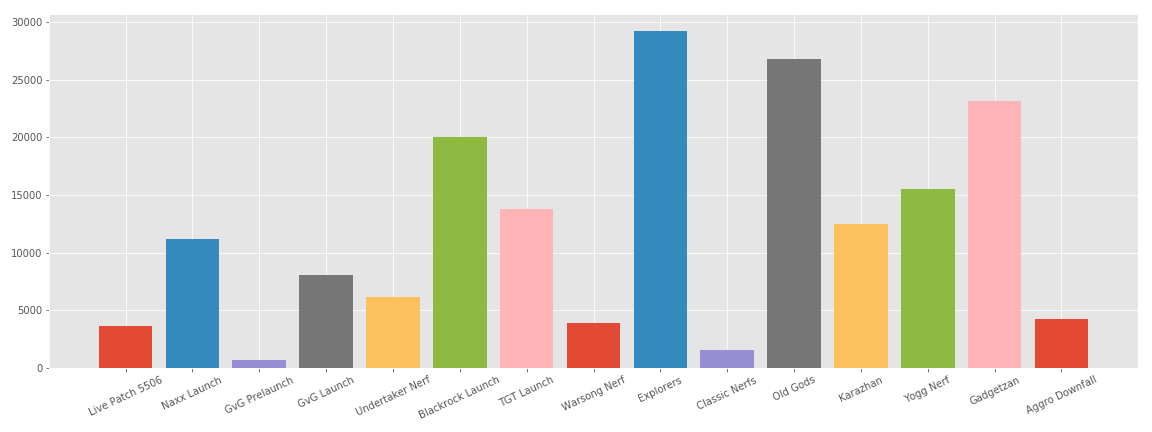 30000
25000
20000
15000
10000
5000
0
Live Patch 5506
Naxx Launch
GvG Prelaunch
GvG Launch
Undertaker Nerf
Blackrock Launch
TGT Launch
Warsong Nerf
Explorers
Classic Nerfs
Old Gods
Karazhan
Yogg Nerf
Gadgetzan
Aggro Downfall